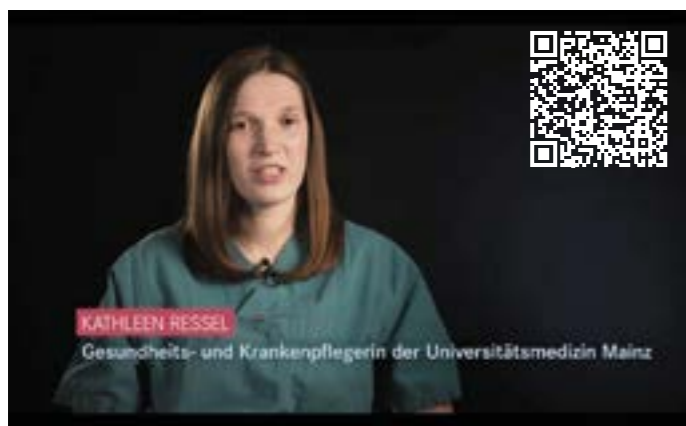 KATHLEEN RESSEL
Gesundheits- und Krankenpflegerin der Universitätsmedizin Mainz